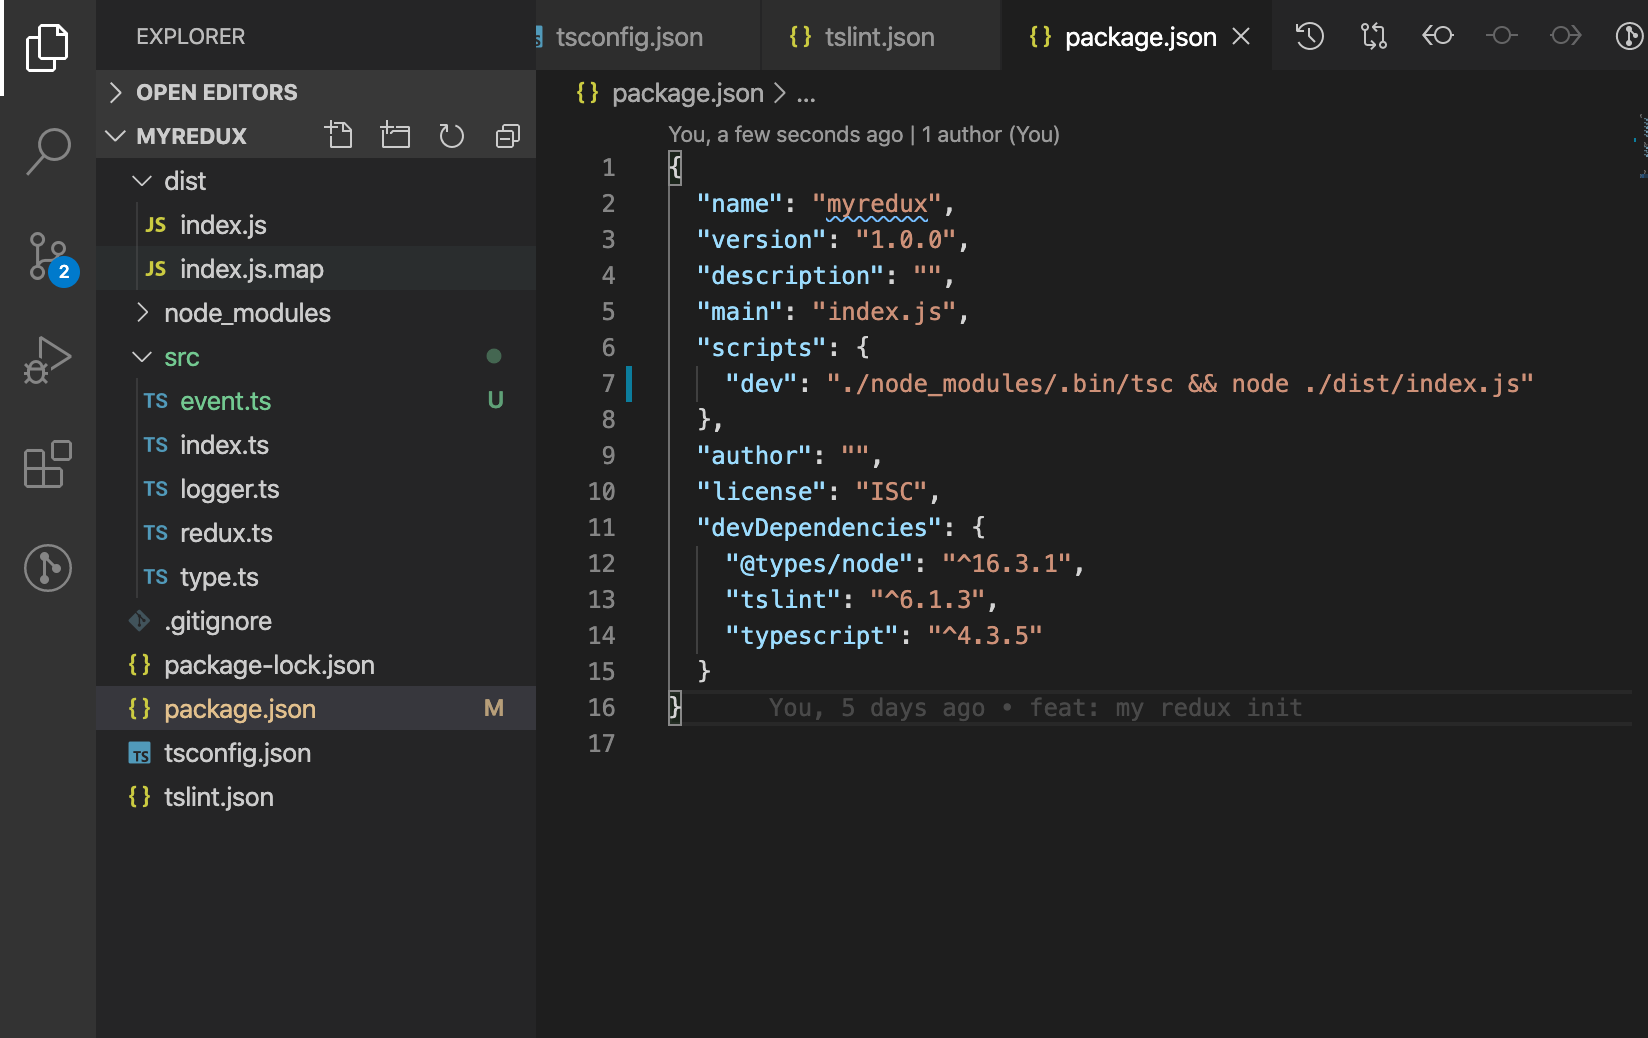 EXPLORER
OPEN EDITORS
MYREDUX
dist
JS index.js
JS index.js.map
node_modules
src
TS event.ts U
TS index.ts
TS logger.ts
TS redux.ts
TS type.ts
.gitignore
{} package-lock.json
{} package.json M
TS tsconfig.json
{} tslint.json
2
tsconfig.json
{} tslint.json
{} package.json
{} package.json > ...
You, a few seconds ago | 1 author (You)
1 {
2 "name": "myredux",
3 "version": "1.0.0",
4 "description": "",
5 "main": "index.js",
6 "scripts": {
7 "dev": "./node_modules/.bin/tsc && node ./dist/index.js"
8 },
9 "author": "",
10 "license": "ISC",
11 "devDependencies": {
12 "@types/node": "^16.3.1",
13 "tslint": "^6.1.3",
14 "typescript": "^4.3.5"
15 }
16 } You, 5 days ago • feat: my redux init
17